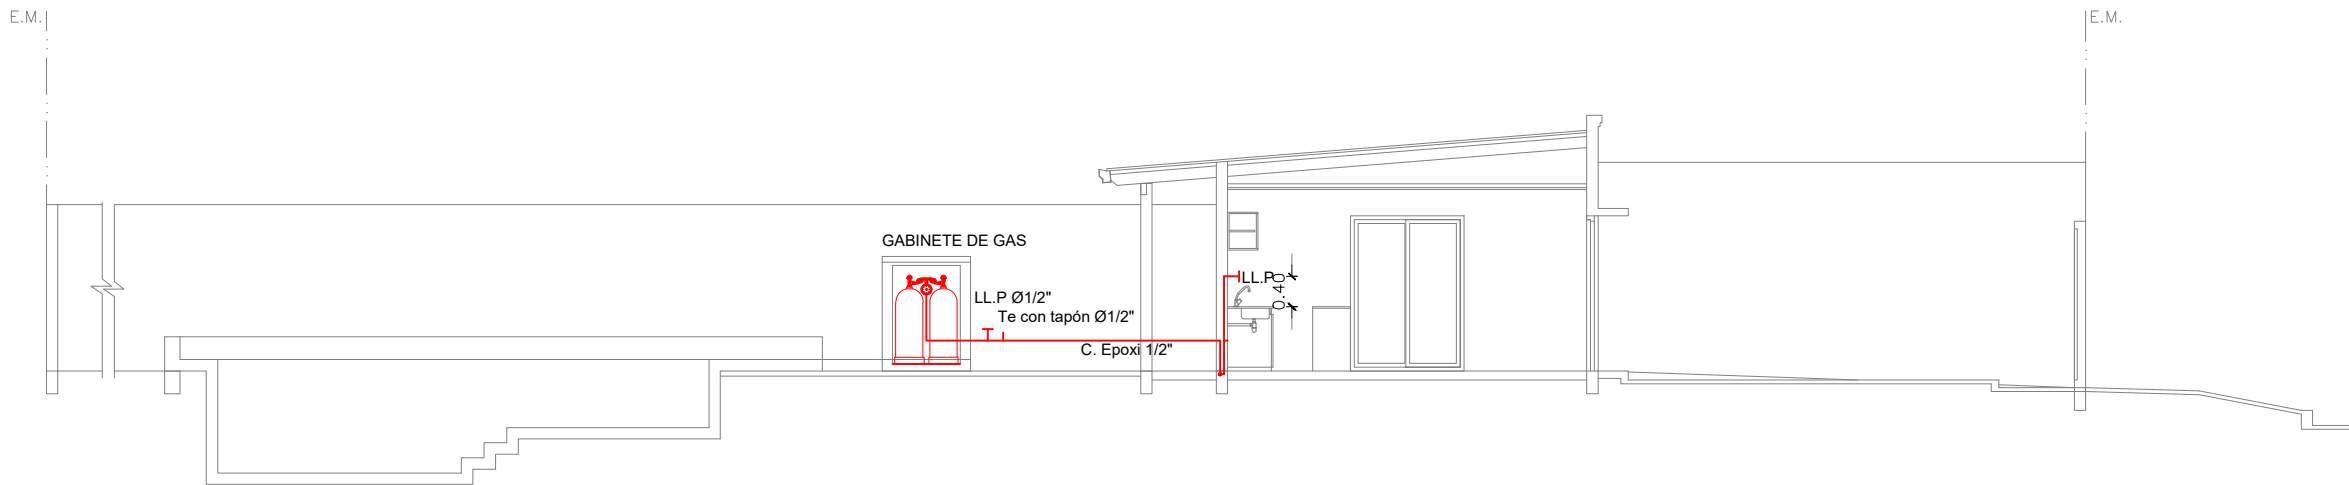 E.M.
E.M.
GABINETE DE GAS
LL.P Ø1/2"
Te con tapón Ø1/2"
C. Epoxi 1/2"
LL.P
0.40